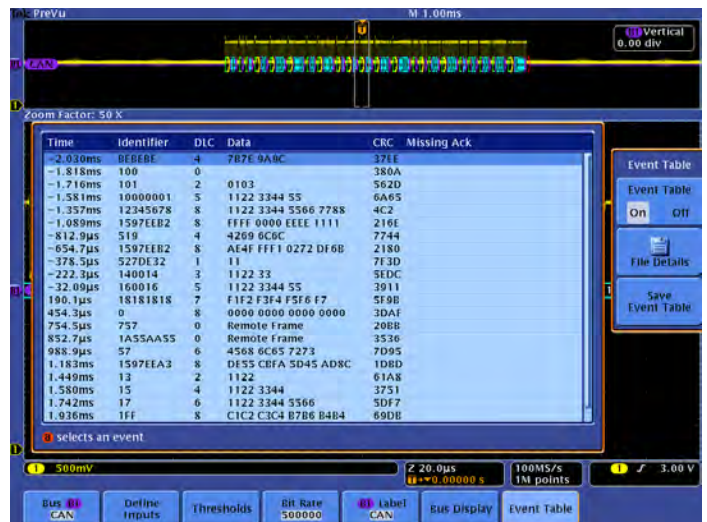 Tek PreVu M 1.00ms
B1 Vertical
0.00 div
B1 CAN
Zoom Factor: 50 X
Time Identifier DLC Data CRC Missing Ack
-2.030ms BEBEBE 4 787E 9A8C 37EE
-1.818ms 100 0 380A
-1.716ms 101 2 0103 562D
-1.581ms 10000001 5 1122 3344 55 6A65
-1.357ms 12345678 8 1122 3344 5566 7788 4C2
-1.089ms 1597EEB2 8 FFFF 0000 EEEE 1111 216E
-812.9µs 519 4 4269 6C6C 7744
-654.7µs 1597EEB2 8 AE4F FFF1 0272 DF6B 2180
-378.5µs 527DE32 1 11 7F3D
-222.3µs 140014 3 1122 33 5EDC
-32.09µs 160016 5 1122 3344 55 3911
190.1µs 18181818 7 F1F2 F3F4 F5F6 F7 5F9B
454.3µs 0 8 0000 0000 0000 0000 3DAF
754.5µs 757 0 Remote Frame 20BB
852.7µs 1A55AA55 0 Remote Frame 3536
988.9µs 57 6 4568 6C65 7273 7D95
1.183ms 1597EEA3 8 DE55 CBFA 5D45 AD8C 1D8D
1.449ms 13 2 1122 61A8
1.580ms 15 4 1122 3344 3751
1.742ms 17 6 1122 3344 5566 5DF7
1.936ms 1FF 8 C1C2 C3C4 B7B6 B4B4 69DB
a selects an event
Event Table
Event Table
On Off
File Details
Save
Event Table
1 500mV
Z 20.0µs
0.00000 s
100MS/s
1M points
1 3.00 V
Bus B1
CAN
Define
Inputs
Thresholds
Bit Rate
500000
B1 Label
CAN
Bus Display
Event Table